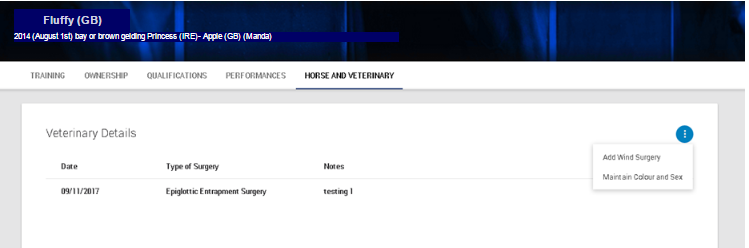 Fluffy (GB)
2014 (August 1st) bay or brown gelding Princess (IRE)- Apple (GB) (Manda)
TRAINING OWNERSHIP QUALIFICATIONS PERFORMANCES HORSE AND VETERINARY
Veterinary Details
Add Wind Surgery
Date Type of Surgery Notes
Maintain Colour and Sex
09/11/2017 Epiglottic Entrapment Surgery testing 1